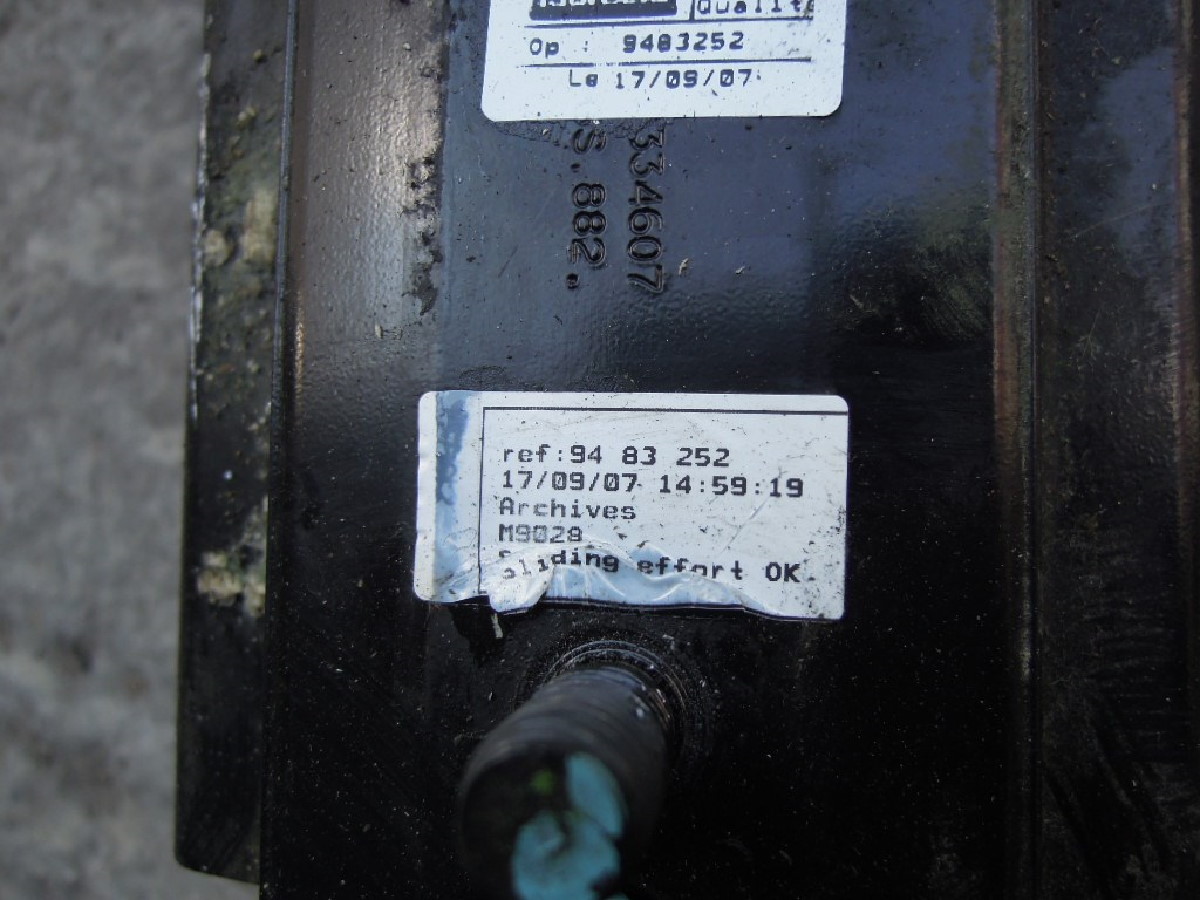 Qualit
Op : 9483252
Le 17/09/07
334607
S.882.
ref:94 83 252
17/09/07 14:59:19
Archives
M9028
Sliding effort OK